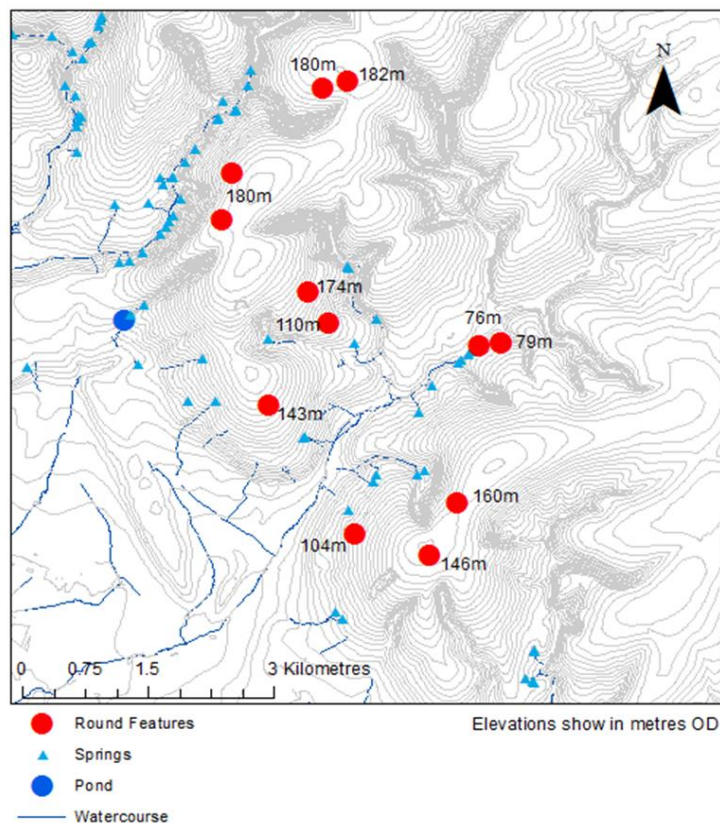 180m
182m
N
180m
174m
110m
76m
79m
143m
160m
104m
146m
0 0.75 1.5 3 Kilometres
Round Features
Elevations show in metres OD
Springs
Pond
Watercourse